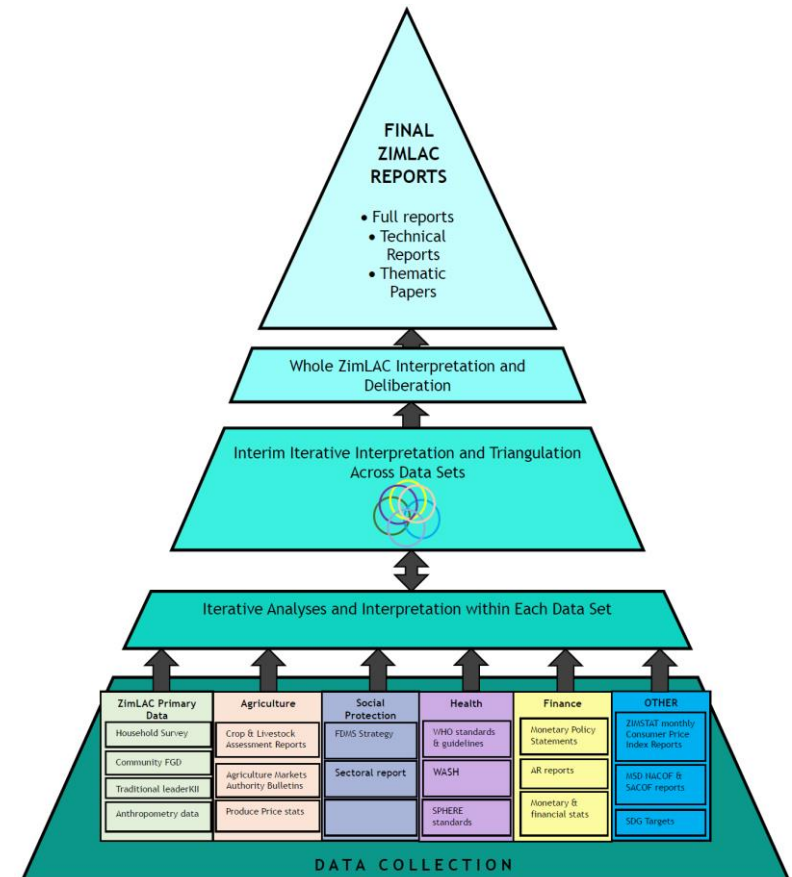 FINAL
ZIMLAC
REPORTS
• Full reports
• Technical
Reports
• Thematic
Papers
Whole ZimLAC Interpretation and
Deliberation
Interim Iterative Interpretation and Triangulation
Across Data Sets
Iterative Analyses and Interpretation within Each Data Set
ZimLAC Primary
Data
Household Survey
Community FGD
Traditional leaderKII
Anthropometry data
Agriculture
Crop & Livestock
Assessment Reports
Agriculture Markets
Authority Bulletins
Produce Price stats
Social
Protection
FDMS Strategy
Sectoral report
Health
WHO standards
& guidelines
WASH
SPHERE
standards
Finance
Monetary Policy
Statements
AR reports
Monetary &
financial stats
OTHER
ZIMSTAT monthly
Consumer Price
Index Reports
MSD NACOF &
SACOF reports
SDG Targets
DATA COLLECTION